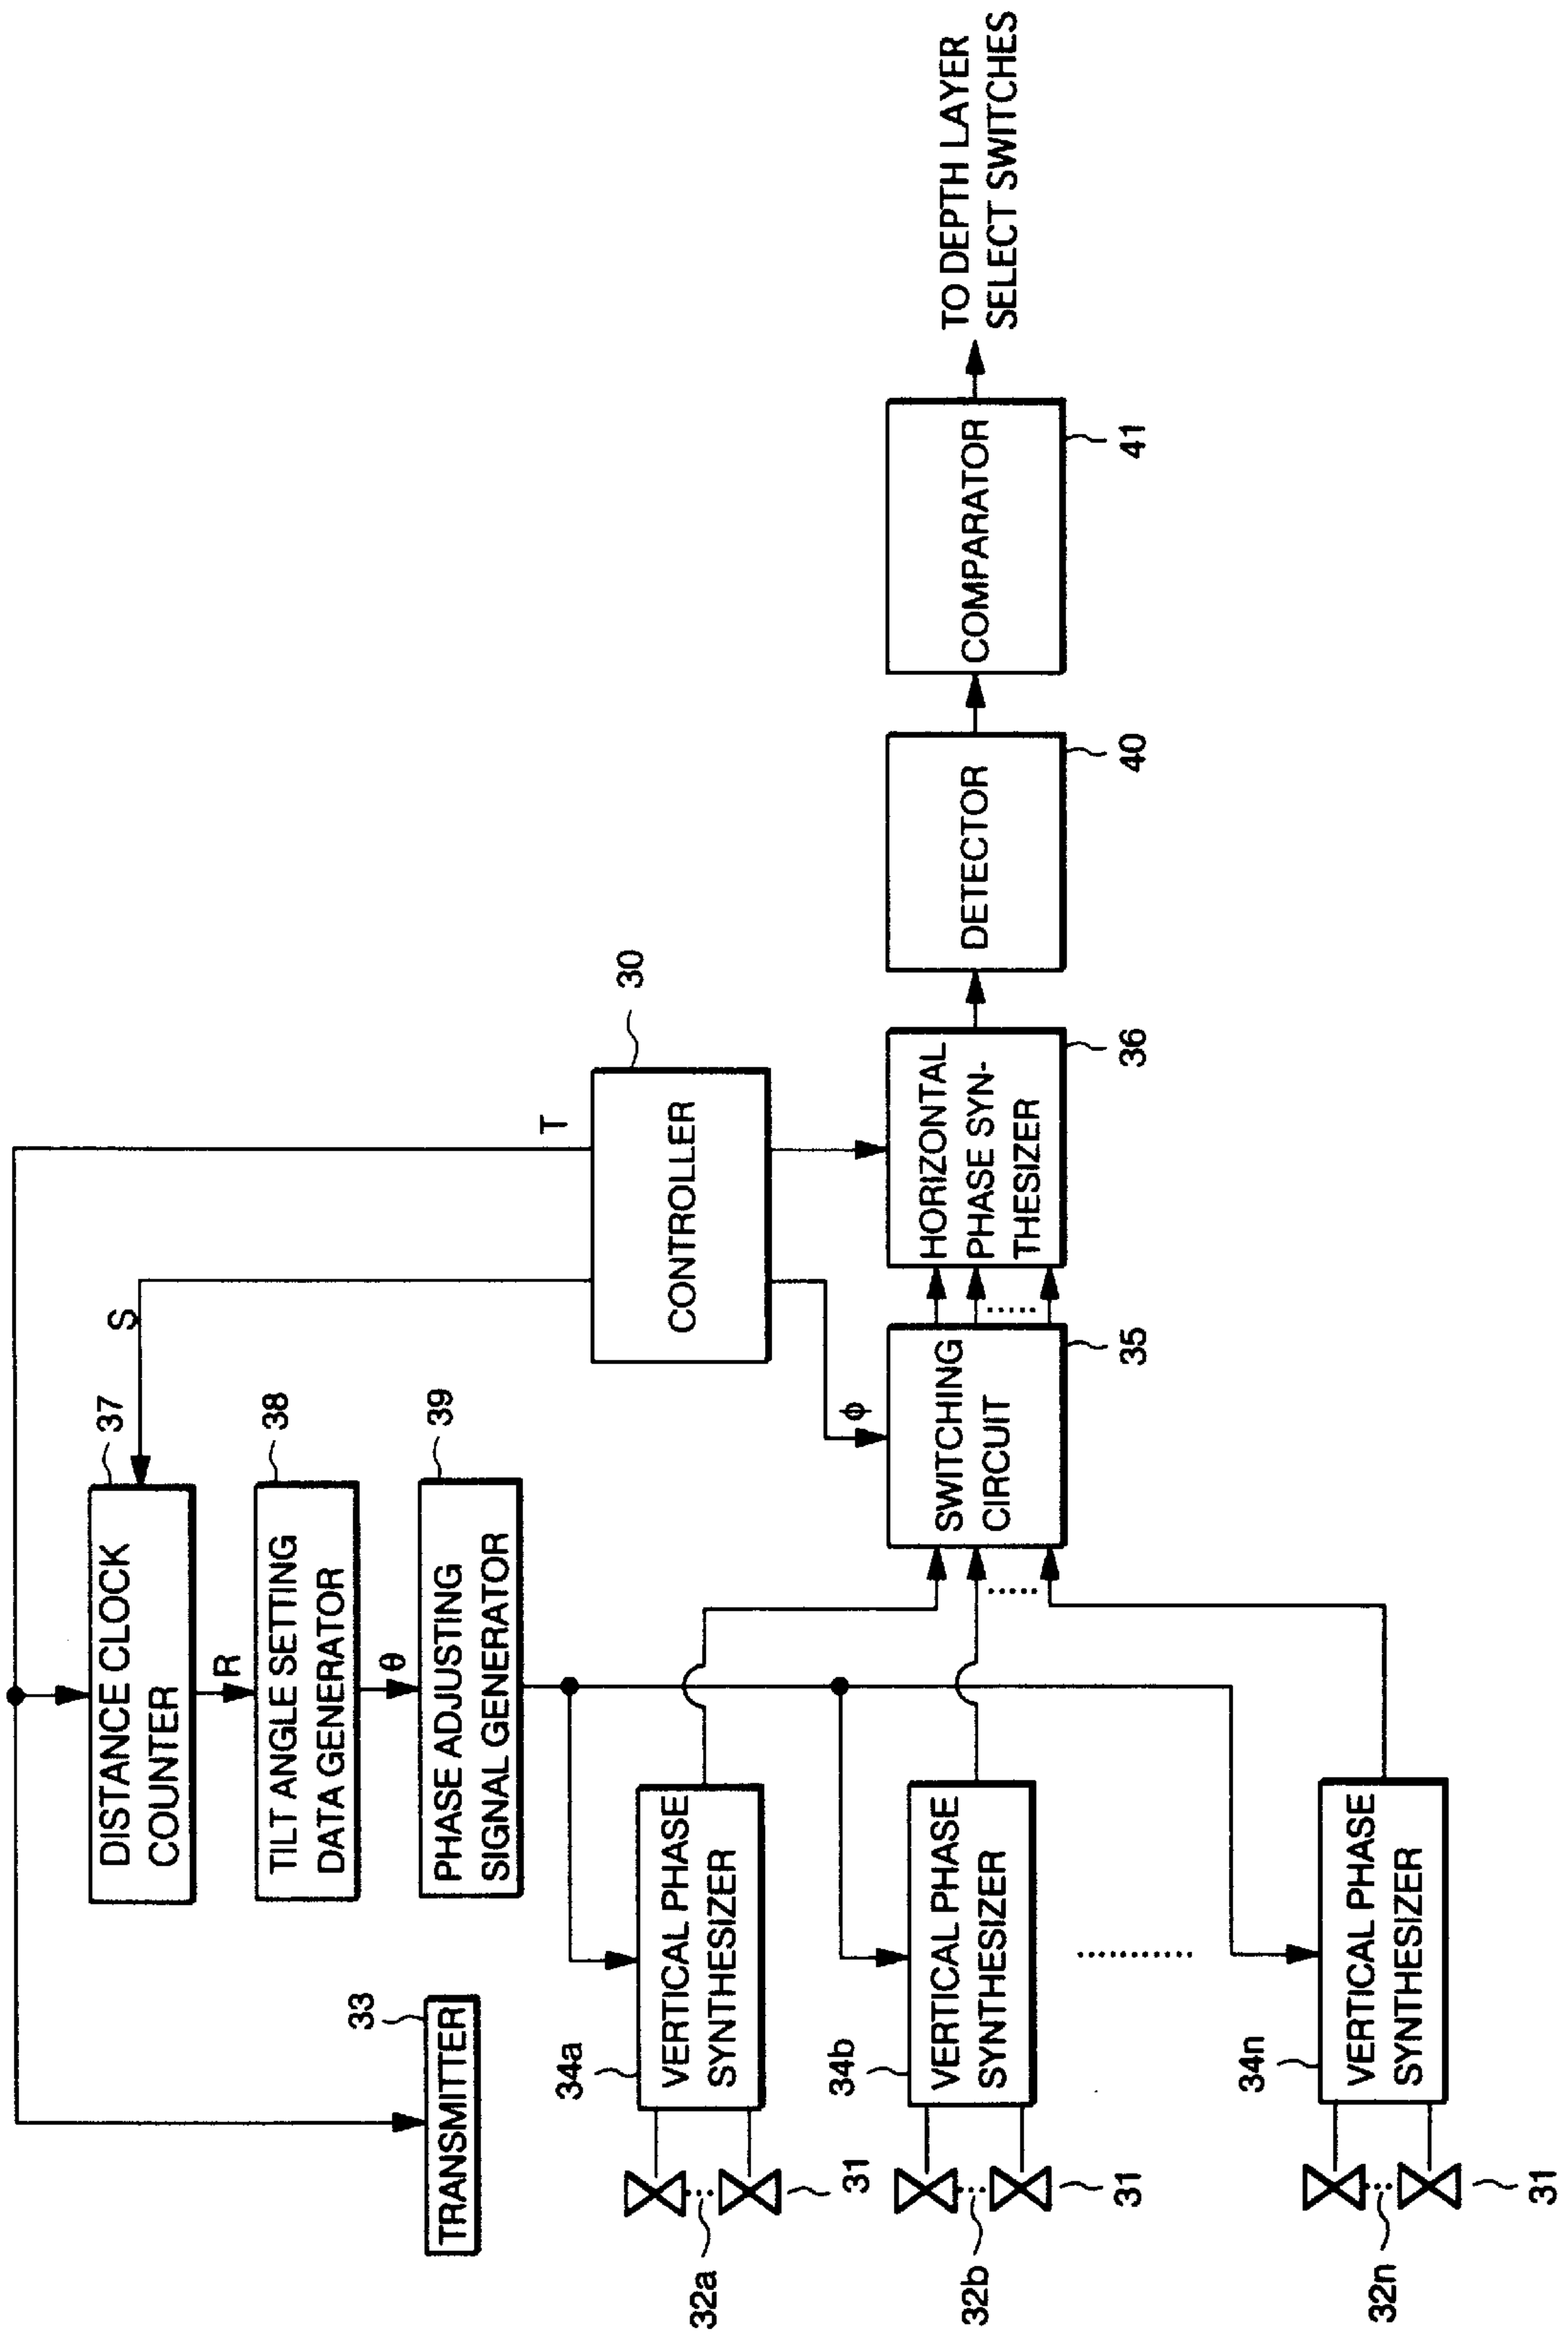 T
S
37
DISTANCE CLOCK
COUNTER
R
38
TILT ANGLE SETTING
DATA GENERATOR
θ
39
PHASE ADJUSTING
SIGNAL GENERATOR
33
TRANSMITTER
30
CONTROLLER
ϕ
34a
VERTICAL PHASE
SYNTHESIZER
31
32a
34b
VERTICAL PHASE
SYNTHESIZER
31
32b
34n
VERTICAL PHASE
SYNTHESIZER
31
32n
SWITCHING
CIRCUIT
35
HORIZONTAL
PHASE SYN-
THESIZER
36
DETECTOR
40
COMPARATOR
41
TO DEPTH LAYER
SELECT SWITCHES